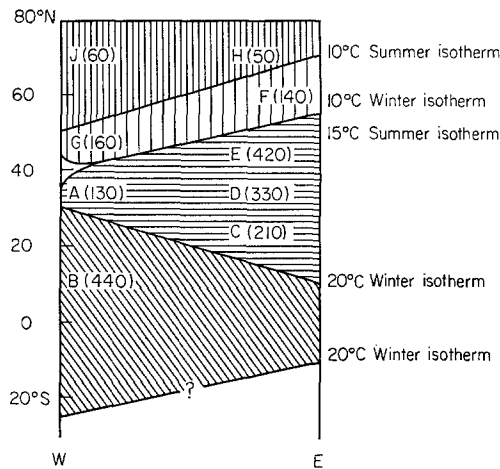 80°N
J (60)
H (50)
10°C Summer isotherm
60
F (140)
10°C Winter isotherm
G (160)
15°C Summer isotherm
E (420)
40
A (130)
D (330)
C (210)
20
B (440)
20°C Winter isotherm
0
20°C Winter isotherm
?
20°S
W
E